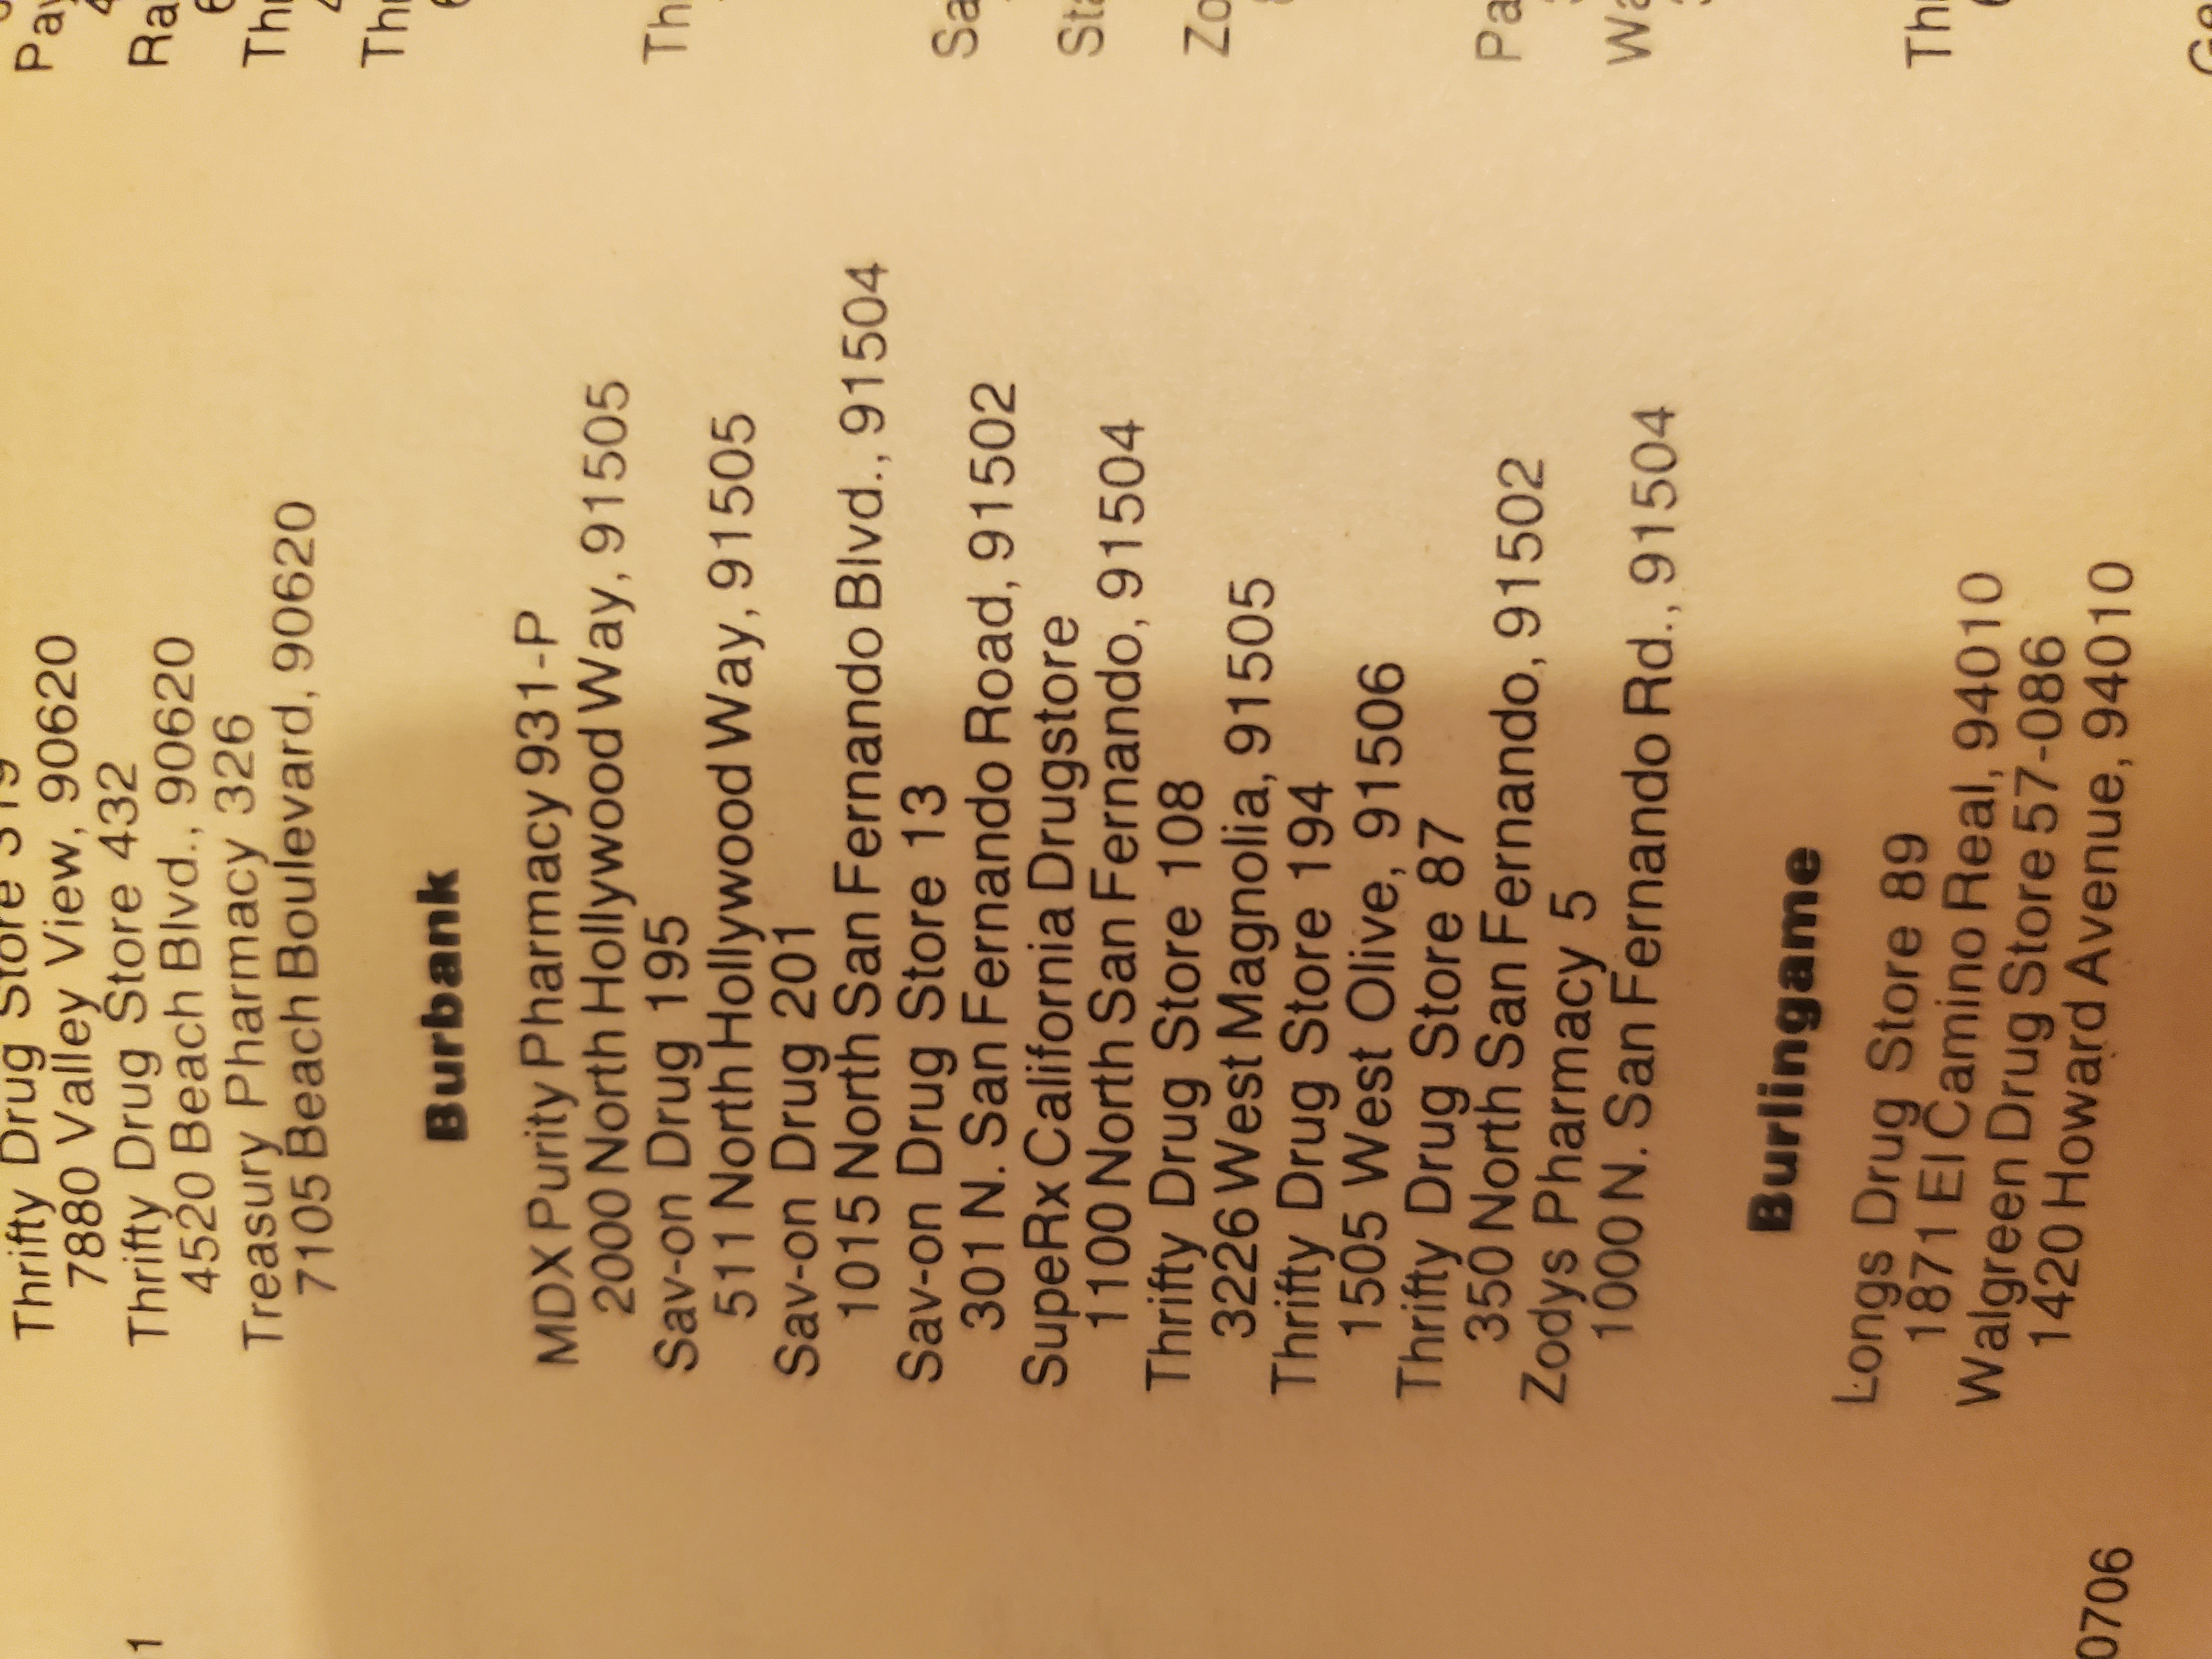 Thrifty Drug Store 319
7880 Valley View, 90620
Thrifty Drug Store 432
4520 Beach Blvd., 90620
Treasury Pharmacy 326
7105 Beach Boulevard, 90620
Burbank
MDX Purity Pharmacy 931-P
2000 North Hollywood Way, 91505
Sav-on Drug 195
511 North Hollywood Way, 91505
Sav-on Drug 201
1015 North San Fernando Blvd., 91504
Sav-on Drug Store 13
301 N. San Fernando Road, 91502
SupeRx California Drugstore
1100 North San Fernando, 91504
Thrifty Drug Store 108
3226 West Magnolia, 91505
Thrifty Drug Store 194
1505 West Olive, 91506
Thrifty Drug Store 87
350 North San Fernando, 91502
Zodys Pharmacy 5
1000 N. San Fernando Rd., 91504
Burlingame
Longs Drug Store 89
1871 El Camino Real, 94010
Walgreen Drug Store 57-086
1420 Howard Avenue, 94010